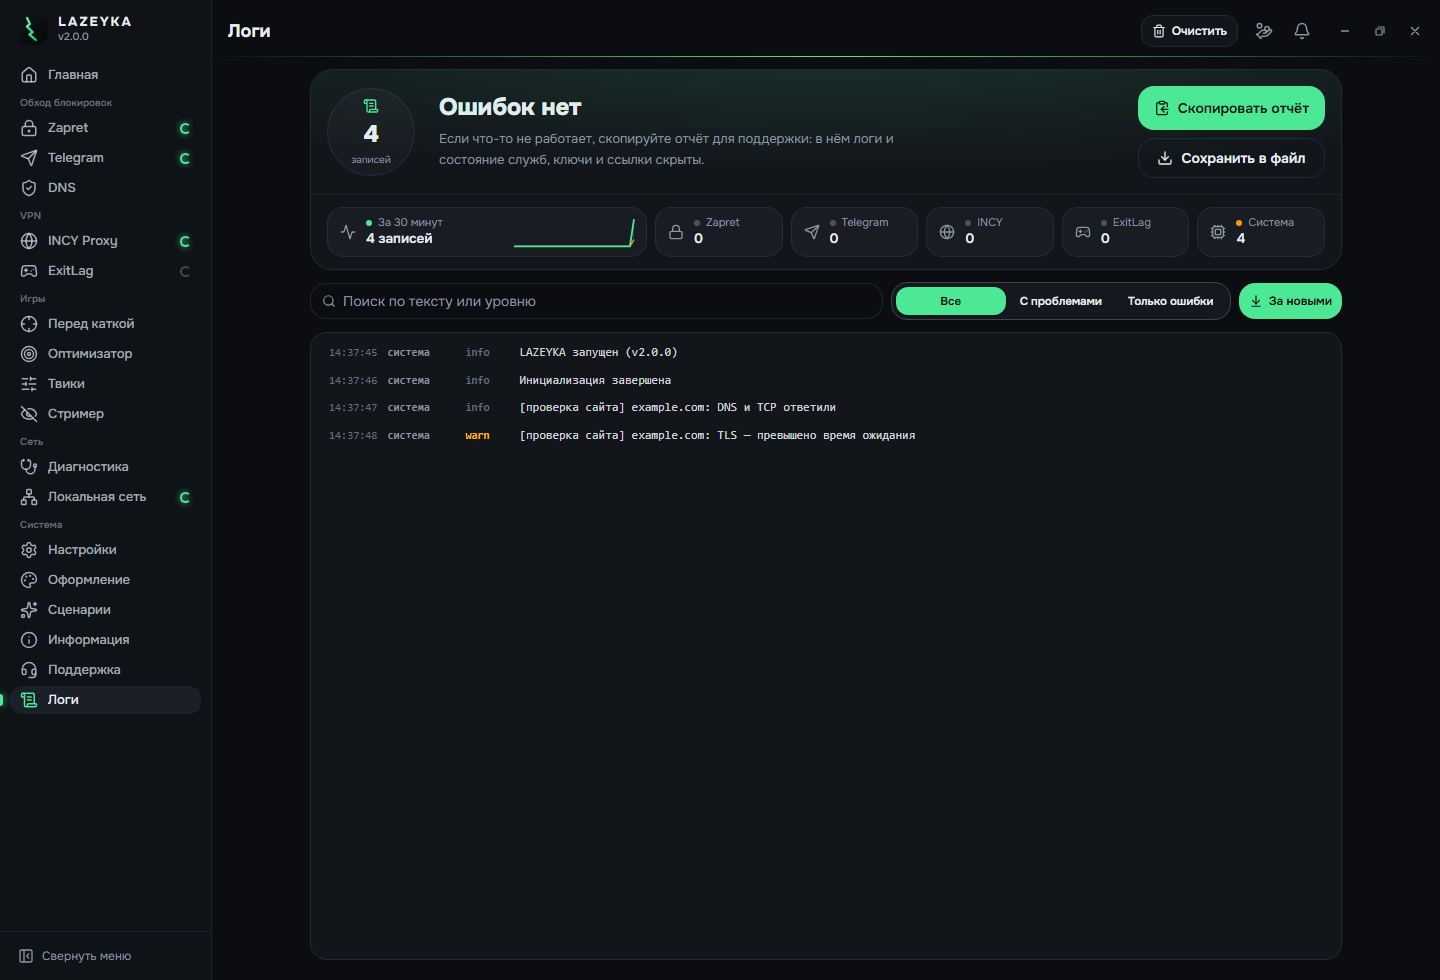 LAZEYKA
v2.0.0
Главная
Обход блокировок
Zapret
Telegram
DNS
VPN
INCY Proxy
ExitLag
Игры
Перед каткой
Оптимизатор
Твики
Стример
Сеть
Диагностика
Локальная сеть
Система
Настройки
Оформление
Сценарии
Информация
Поддержка
Логи
Свернуть меню
Логи
Очистить
4
записей
Ошибок нет
Если что-то не работает, скопируйте отчёт для поддержки: в нём логи и
состояние служб, ключи и ссылки скрыты.
Скопировать отчёт
Сохранить в файл
За 30 минут
4 записей
Zapret
0
Telegram
0
INCY
0
ExitLag
0
Система
4
Поиск по тексту или уровню
Все
С проблемами
Только ошибки
За новыми
14:37:45 система info LAZEYKA запущен (v2.0.0)
14:37:46 система info Инициализация завершена
14:37:47 система info [проверка сайта] example.com: DNS и TCP ответили
14:37:48 система warn [проверка сайта] example.com: TLS — превышено время ожидания